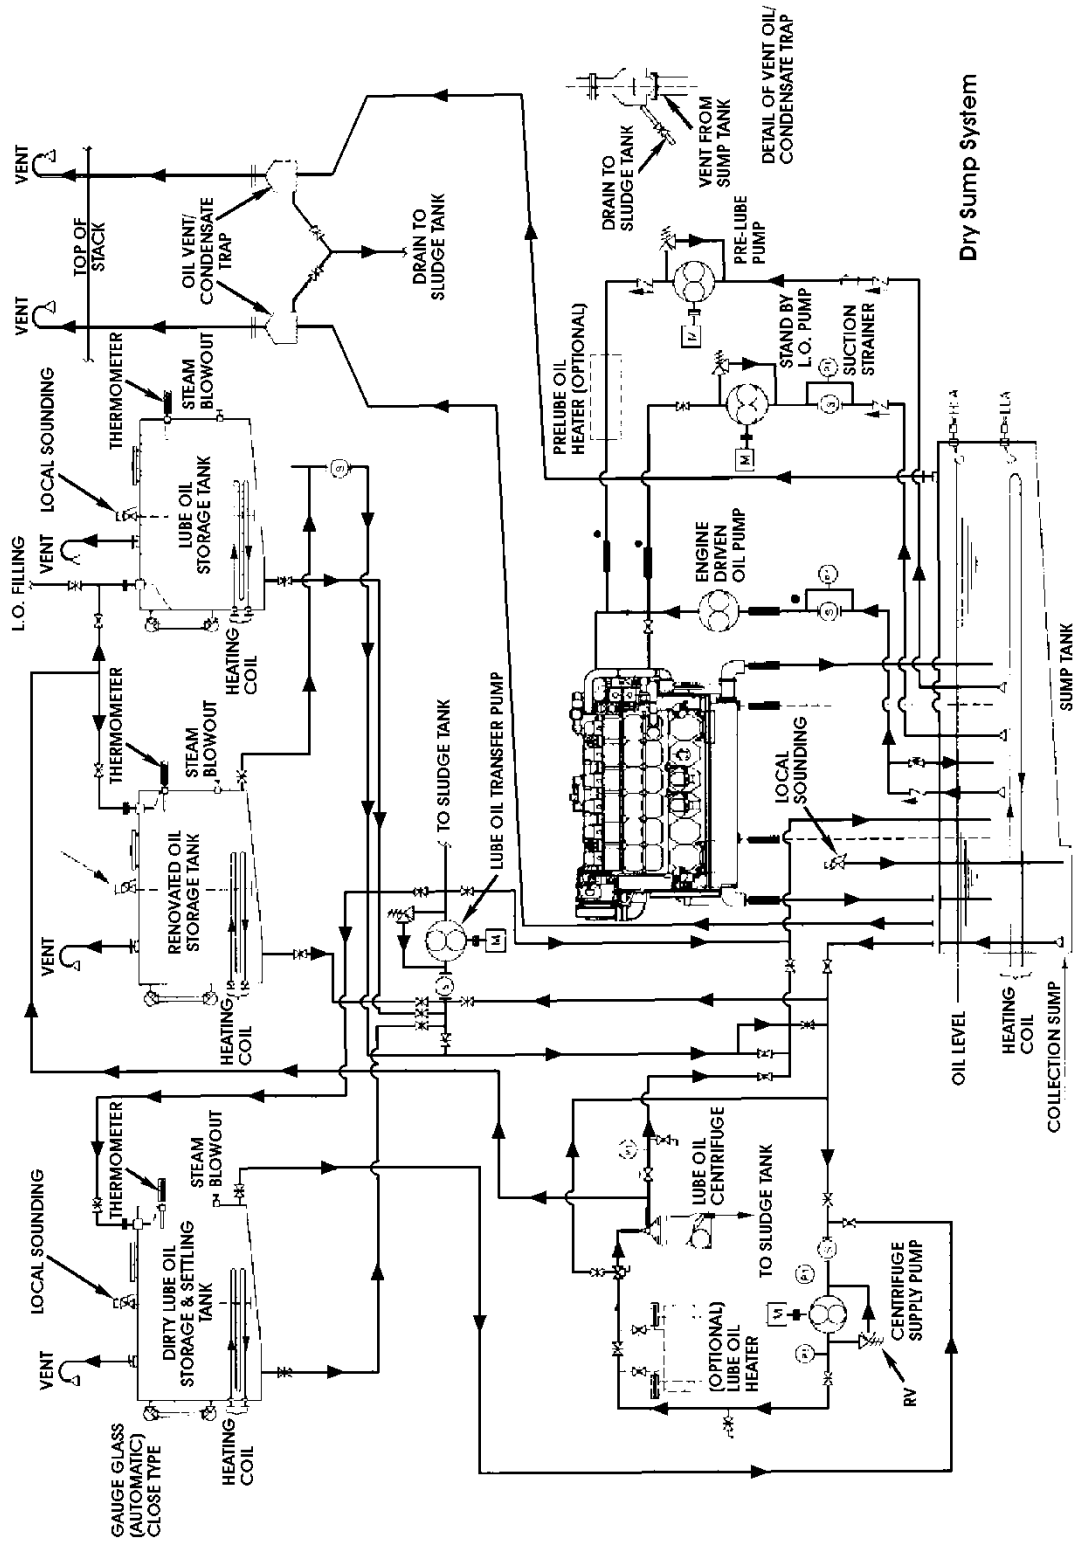 GAUGE GLASS
(AUTOMATIC)
CLOSE TYPE
VENT
LOCAL SOUNDING
THERMOMETER
DIRTY LUBE OIL
STORAGE & SETTLING
TANK
STEAM
BLOWOUT
HEATING
COIL
VENT
THERMOMETER
RENOVATED OIL
STORAGE TANK
STEAM
BLOWOUT
HEATING
COIL
L.O. FILLING
VENT
LOCAL SOUNDING
THERMOMETER
LUBE OIL
STORAGE TANK
STEAM
BLOWOUT
HEATING
COIL
VENT
VENT
TOP OF
STACK
OIL VENT/
CONDENSATE
TRAP
DRAIN TO
SLUDGE TANK
S
TO SLUDGE TANK
LUBE OIL TRANSFER PUMP
M
S
PRELUBE OIL
HEATER (OPTIONAL)
DRAIN TO
SLUDGE TANK
VENT FROM
SUMP TANK
DETAIL OF VENT OIL/
CONDENSATE TRAP
PRE-LUBE
PUMP
M
STAND BY
L.O. PUMP
M
SUCTION
STRAINER
S
ENGINE
DRIVEN
OIL PUMP
S
LOCAL
SOUNDING
LUBE OIL
CENTRIFUGE
TO SLUDGE TANK
(OPTIONAL)
LUBE OIL
HEATER
M
S
CENTRIFUGE
SUPPLY PUMP
RV
OIL LEVEL
HEATING
COIL
COLLECTION SUMP
SUMP TANK
LLA
Dry Sump System